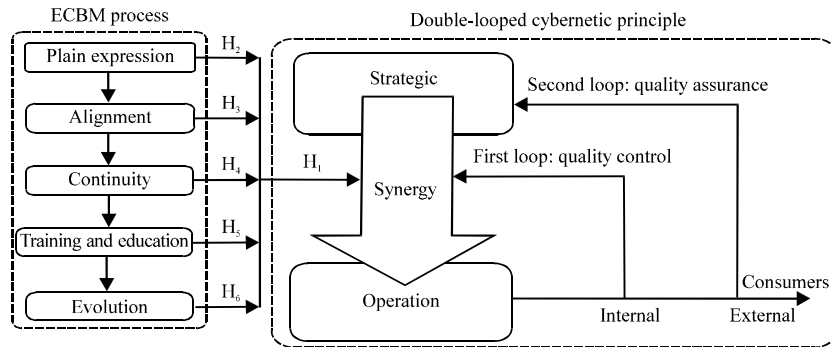 ECBM process
Double-looped cybernetic principle
Plain expression
H2
Alignment
H3
Continuity
H4
Training and education
H5
Evolution
H6
H1
Strategic
Synergy
Operation
Second loop: quality assurance
First loop: quality control
Consumers
Internal
External